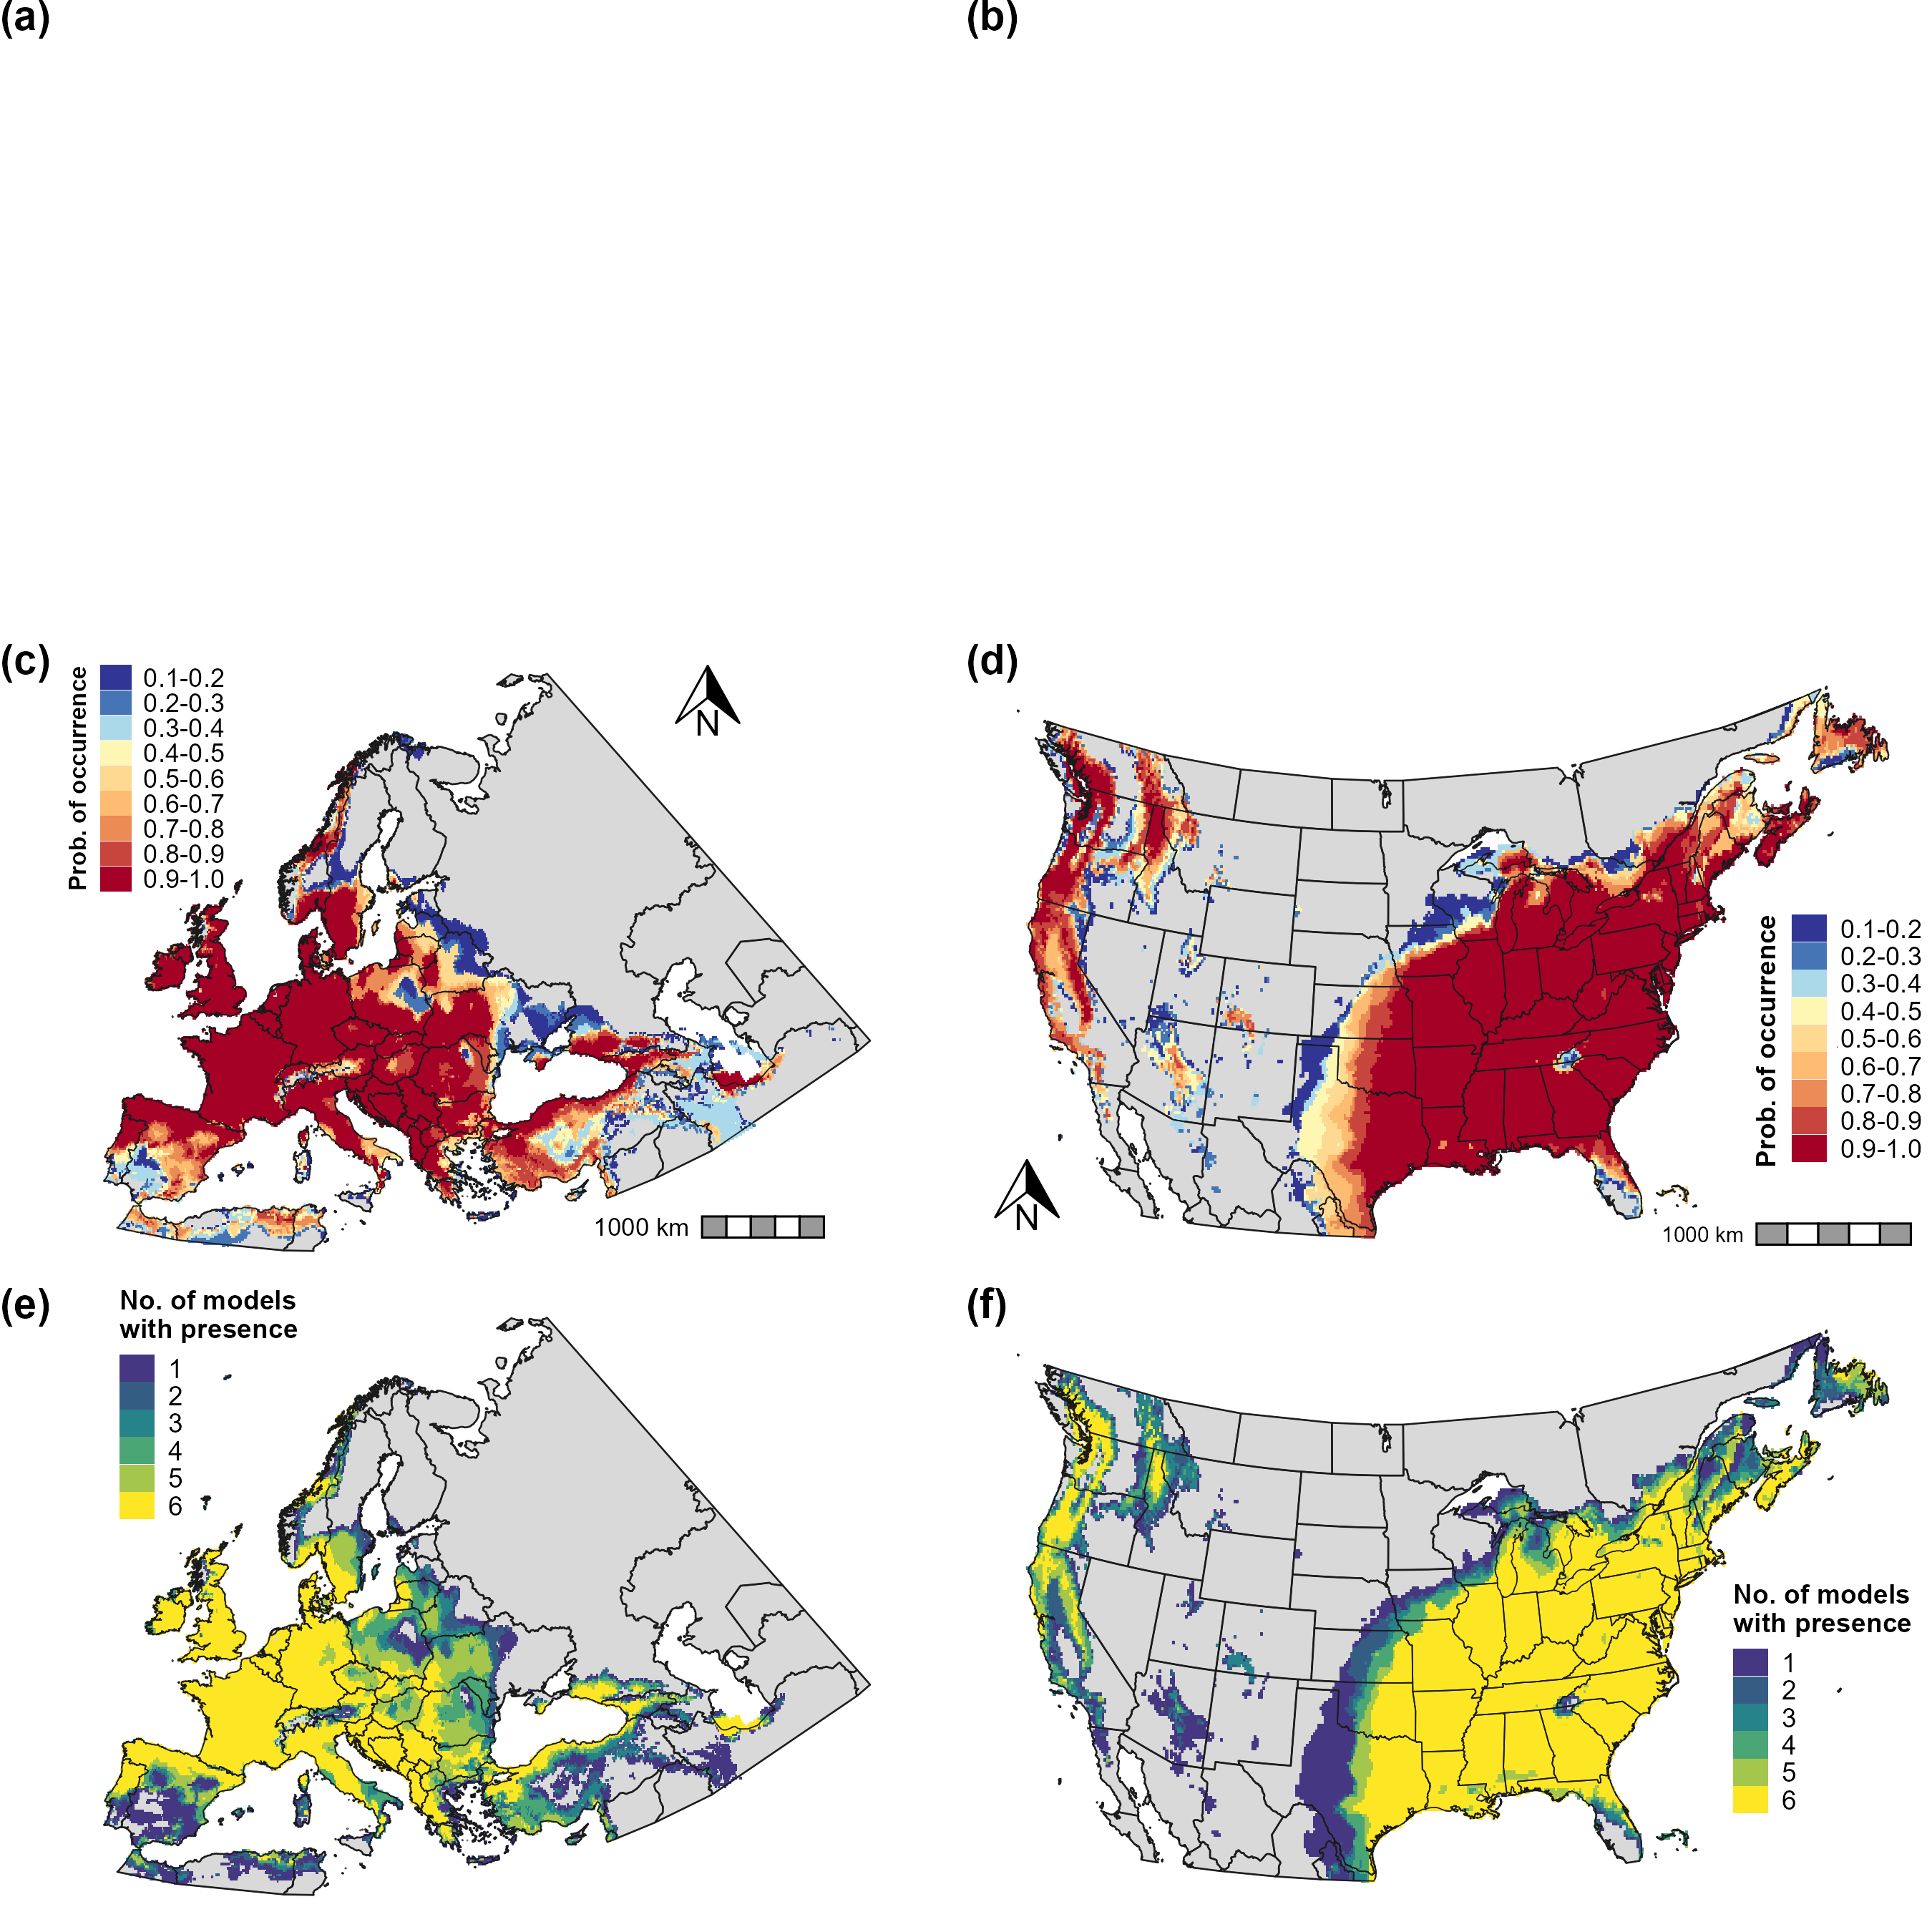 (a)
(b)
(c)
Prob. of occurrence
0.1-0.2
0.2-0.3
0.3-0.4
0.4-0.5
0.5-0.6
0.6-0.7
0.7-0.8
0.8-0.9
0.9-1.0
N
1000 km
(d)
Prob. of occurrence
0.1-0.2
0.2-0.3
0.3-0.4
0.4-0.5
0.5-0.6
0.6-0.7
0.7-0.8
0.8-0.9
0.9-1.0
N
1000 km
(e)
No. of models
with presence
1
2
3
4
5
6
(f)
No. of models
with presence
1
2
3
4
5
6